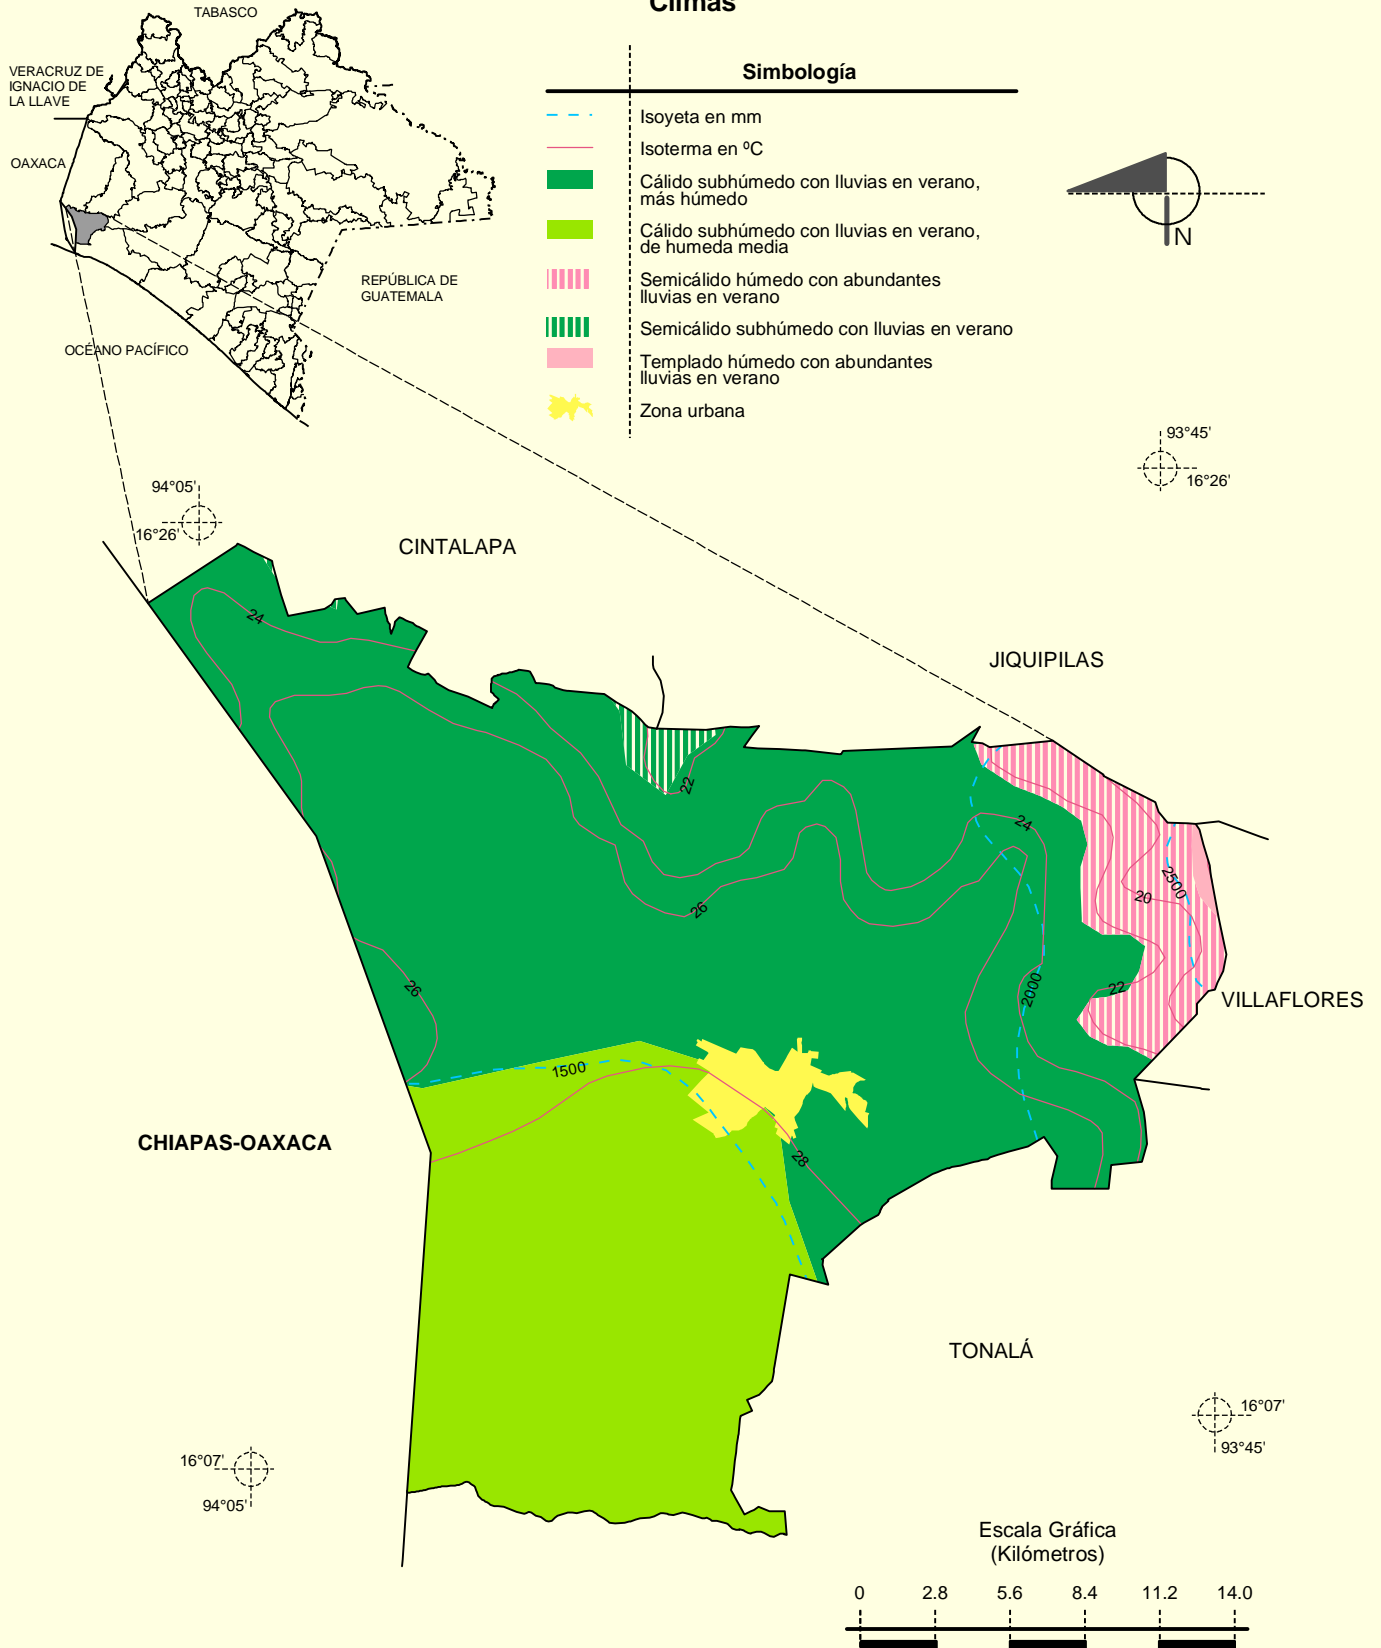 Climas
TABASCO
VERACRUZ DE
IGNACIO DE
LA LLAVE
OAXACA
REPÚBLICA DE
GUATEMALA
OCÉANO PACÍFICO
Simbología
Isoyeta en mm
Isoterma en ºC
Cálido subhúmedo con lluvias en verano,
más húmedo
Cálido subhúmedo con lluvias en verano,
de humeda media
Semicálido húmedo con abundantes
lluvias en verano
Semicálido subhúmedo con lluvias en verano
Templado húmedo con abundantes
lluvias en verano
Zona urbana
N
93°45'
16°26'
94°05'
16°26'
CINTALAPA
JIQUIPILAS
24
22
24
2500
20
26
26
22
2000
VILLAFLORES
1500
CHIAPAS-OAXACA
28
TONALÁ
16°07'
93°45'
16°07'
94°05'
Escala Gráfica
(Kilómetros)
0 2.8 5.6 8.4 11.2 14.0